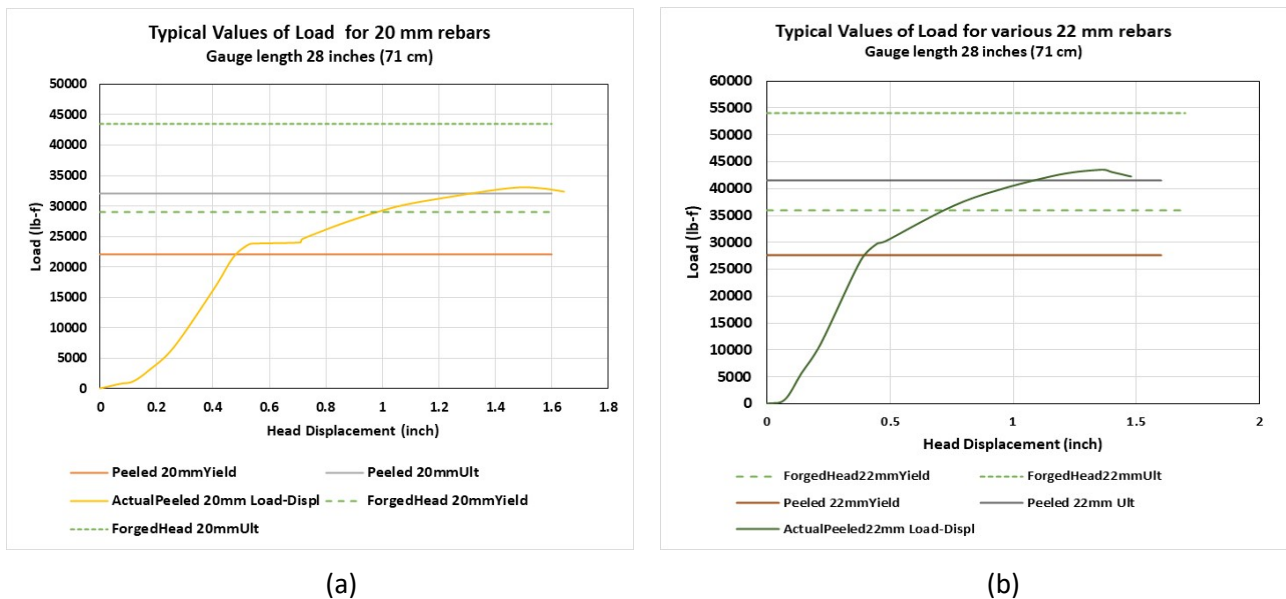 Typical Values of Load for 20 mm rebars
Gauge length 28 inches (71 cm)
50000
45000
40000
35000
30000
25000
20000
15000
10000
5000
0
Load (lb-f)
0 0.2 0.4 0.6 0.8 1 1.2 1.4 1.6 1.8
Head Displacement (inch)
Peeled 20mmYield Peeled 20mmUlt
ActualPeeled 20mm Load-Displ ForgedHead 20mmYield
ForgedHead 20mmUlt
(a)
Typical Values of Load for various 22 mm rebars
Gauge length 28 inches (71 cm)
60000
55000
50000
45000
40000
35000
30000
25000
20000
15000
10000
5000
0
Load (lb-f)
0 0.5 1 1.5 2
Head Displacement (inch)
ForgedHead22mmYield ForgedHead22mmUlt
Peeled 22mmYield Peeled 22mm Ult
ActualPeeled22mm Load-Displ
(b)